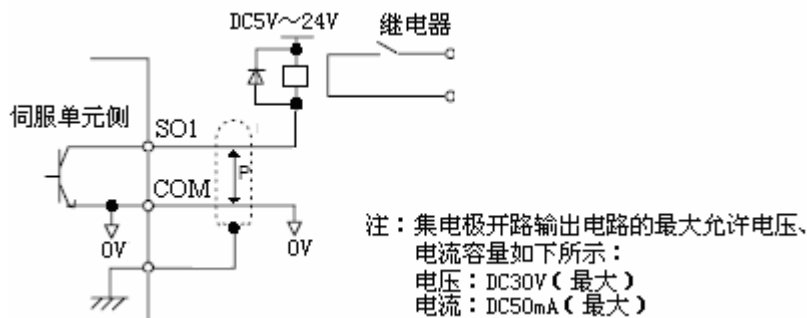 DC5V～24V
继电器
伺服单元侧
SO1
P
COM
0V
0V
注：集电极开路输出电路的最大允许电压、
电流容量如下所示：
电压：DC30V（最大）
电流：DC50mA（最大）